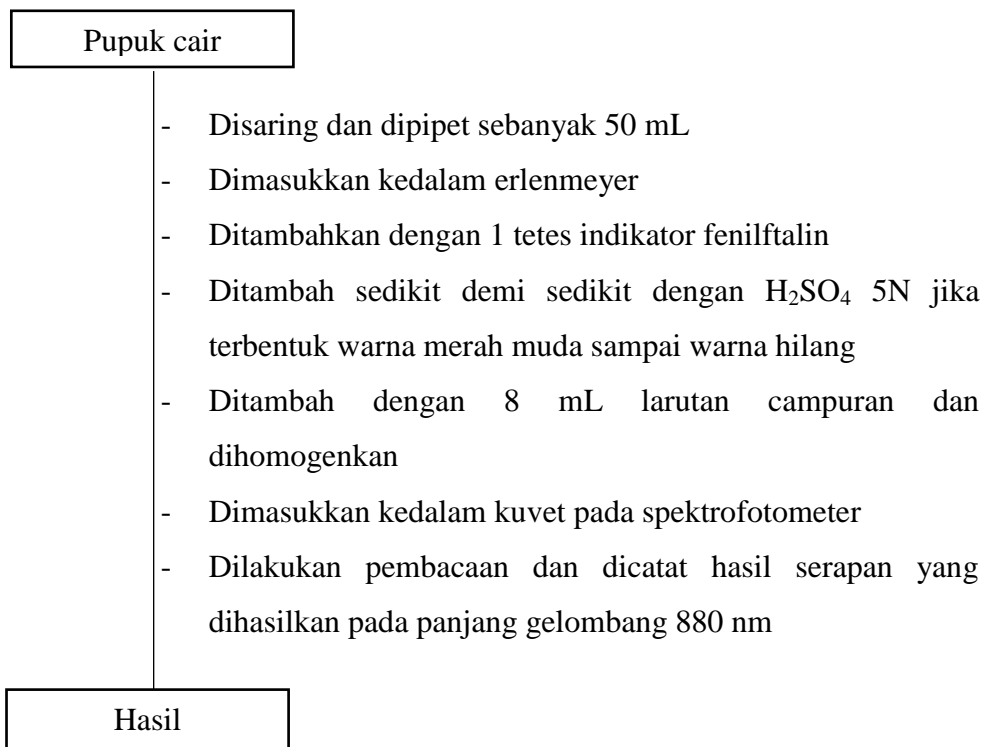 Pupuk cair
- Disaring dan dipipet sebanyak 50 mL
- Dimasukkan kedalam erlenmeyer
- Ditambahkan dengan 1 tetes indikator fenilftalin
- Ditambah sedikit demi sedikit dengan H₂SO₄ 5N jika
terbentuk warna merah muda sampai warna hilang
- Ditambah dengan 8 mL larutan campuran dan
dihomogenkan
- Dimasukkan kedalam kuvet pada spektrofotometer
- Dilakukan pembacaan dan dicatat hasil serapan yang
dihasilkan pada panjang gelombang 880 nm
Hasil